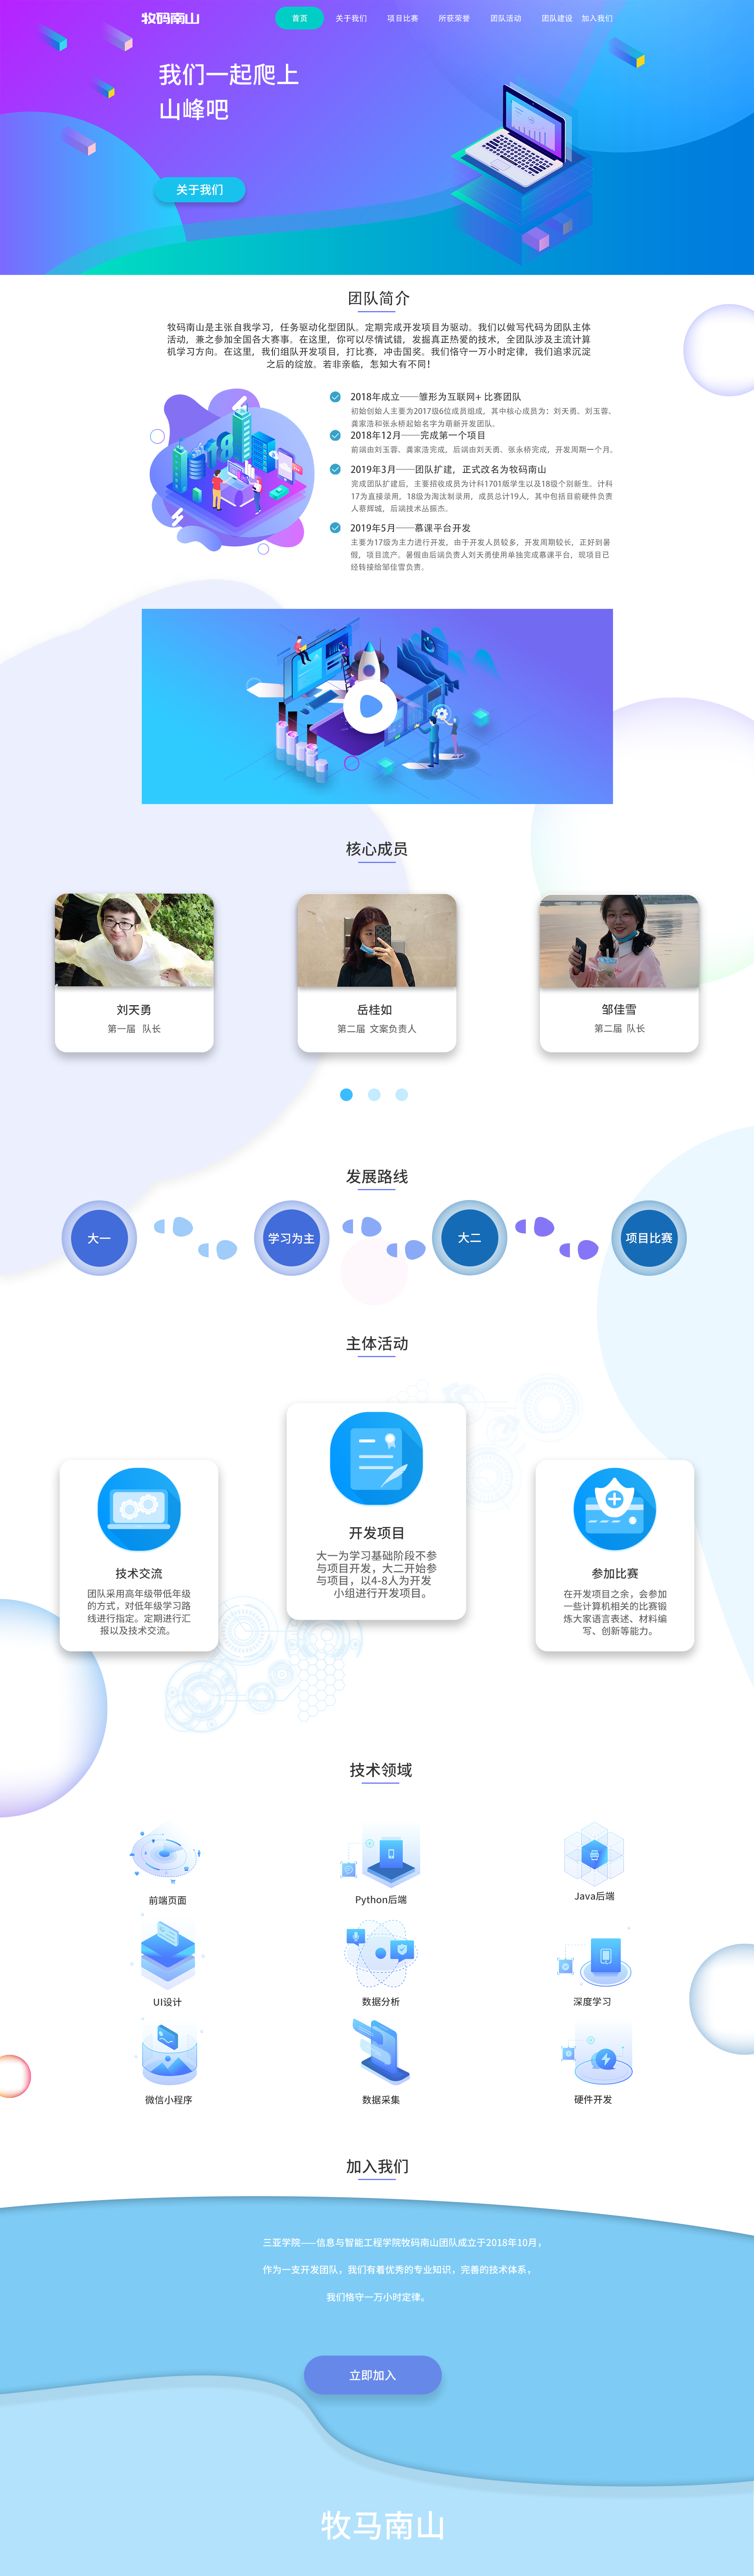 牧码南山
首页 关于我们 项目比赛 所获荣誉 团队活动 团队建设 加入我们
我们一起爬上
山峰吧
关于我们
团队简介
牧码南山是主张自我学习，任务驱动化型团队。定期完成开发项目为驱动。我们以做写代码为团队主体
活动，兼之参加全国各大赛事。在这里，你可以尽情试错，发掘真正热爱的技术，全团队涉及主流计算
机学习方向。在这里，我们组队开发项目，打比赛，冲击国奖。我们恪守一万小时定律，我们追求沉淀
之后的绽放。若非亲临，怎知大有不同！
2018年成立——雏形为互联网+ 比赛团队
初始创始人主要为2017级6位成员组成，其中核心成员为：刘天勇、刘玉蓉、
龚家浩和张永桥起始名字为萌新开发团队。
2018年12月——完成第一个项目
前端由刘玉蓉、龚家浩完成，后端由刘天勇、张永桥完成，开发周期一个月。
2019年3月——团队扩建，正式改名为牧码南山
完成团队扩建后，主要招收成员为计科1701版学生以及18级个别新生。计科
17为直接录用，18级为淘汰制录用，成员总计19人，其中包括目前硬件负责
人蔡辉城，后端技术丛振杰。
2019年5月——慕课平台开发
主要为17级为主力进行开发，由于开发人员较多，开发周期较长，正好到暑
假，项目流产。暑假由后端负责人刘天勇使用单独完成慕课平台，现项目已
经转接给邹佳雪负责。
核心成员
刘天勇
第一届 队长
岳桂如
第二届 文案负责人
邹佳雪
第二届 队长
发展路线
大一
学习为主
大二
项目比赛
主体活动
技术交流
团队采用高年级带低年级
的方式，对低年级学习路
线进行指定。定期进行汇
报以及技术交流。
开发项目
大一为学习基础阶段不参
与项目开发，大二开始参
与项目，以4-8人为开发
小组进行开发项目。
参加比赛
在开发项目之余，会参加
一些计算机相关的比赛锻
炼大家语言表述、材料编
写、创新等能力。
技术领域
前端页面
Python后端
Java后端
UI设计
数据分析
深度学习
微信小程序
数据采集
硬件开发
加入我们
三亚学院——信息与智能工程学院牧码南山团队成立于2018年10月，
作为一支开发团队，我们有着优秀的专业知识，完善的技术体系，
我们恪守一万小时定律。
立即加入
牧马南山